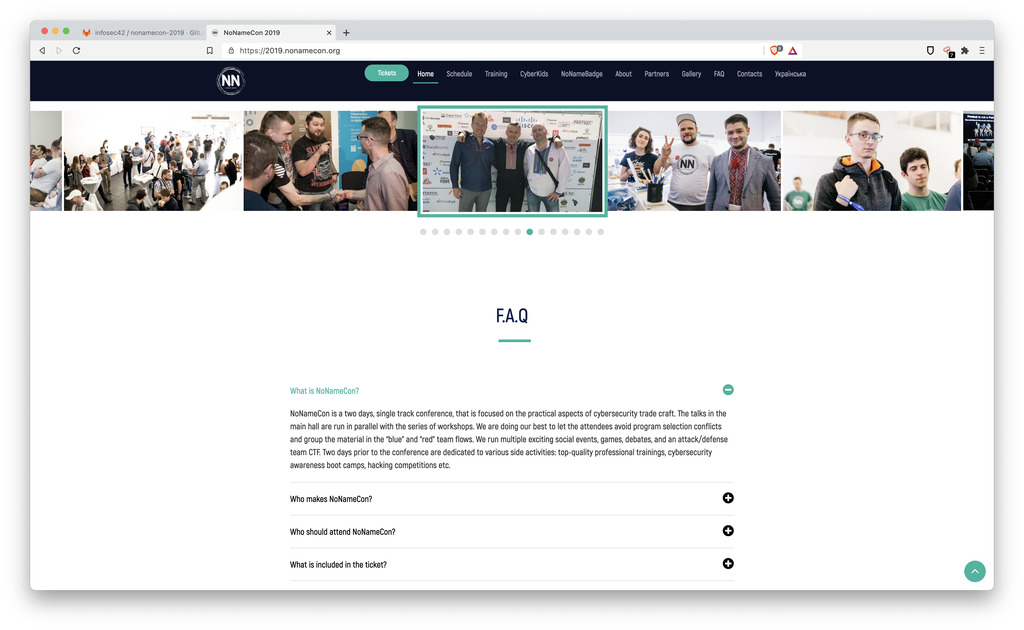 infosec42 / nonamecon-2019 · Gitl
NoNameCon 2019
https://2019.nonamecon.org
NN
Tickets
Home
Schedule
Training
CyberKids
NoNameBadge
About
Partners
Gallery
FAQ
Contacts
Українська
CISCO
NN
F.A.Q
What is NoNameCon?
NoNameCon is a two days, single track conference, that is focused on the practical aspects of cybersecurity trade craft. The talks in the
main hall are run in parallel with the series of workshops. We are doing our best to let the attendees avoid program selection conflicts
and group the material in the “blue” and “red” team flows. We run multiple exciting social events, games, debates, and an attack/defense
team CTF. Two days prior to the conference are dedicated to various side activities: top-quality professional trainings, cybersecurity
awareness boot camps, hacking competitions etc.
Who makes NoNameCon?
Who should attend NoNameCon?
What is included in the ticket?